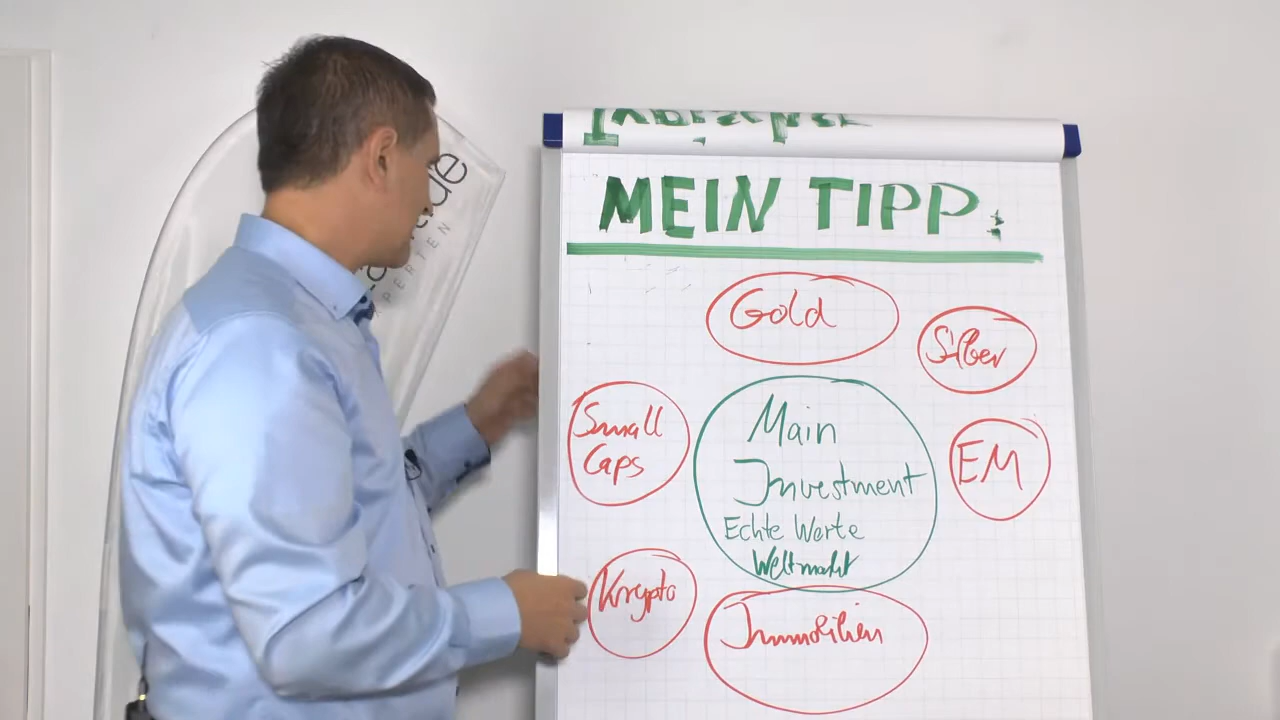 MEIN TIPP:
Gold
Silber
Small
Caps
Main
Investment
Echte Werte
Weltmarkt
EM
Krypto
Immobilien